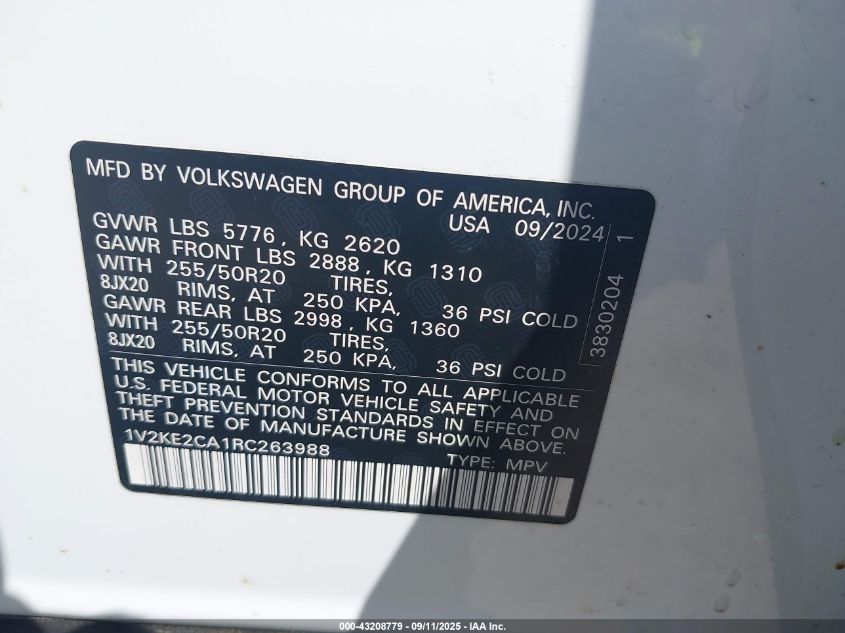 MFD BY VOLKSWAGEN GROUP OF AMERICA, INC.
USA 09/2024
GVWR LBS 5776, KG 2620
GAWR FRONT LBS 2888, KG 1310
WITH 255/50R20 TIRES,
8JX20 RIMS, AT 250 KPA, 36 PSI COLD
GAWR REAR LBS 2998, KG 1360
WITH 255/50R20 TIRES,
8JX20 RIMS, AT 250 KPA, 36 PSI COLD
3830204 1
THIS VEHICLE CONFORMS TO ALL APPLICABLE
U.S. FEDERAL MOTOR VEHICLE SAFETY AND
THEFT PREVENTION STANDARDS IN EFFECT ON
THE DATE OF MANUFACTURE SHOWN ABOVE.
1V2KE2CA1RC263988 TYPE: MPV
000-43208779 - 09/11/2025 - IAA Inc.